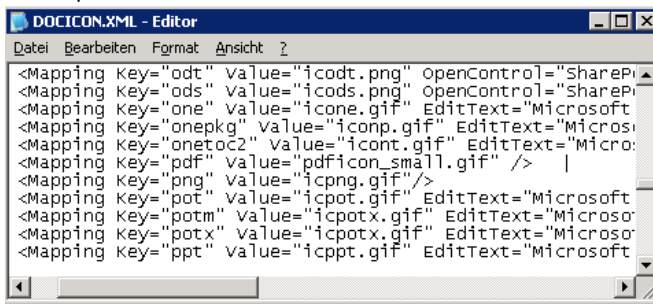 DOCICON.XML - Editor
Datei Bearbeiten Format Ansicht ?
<Mapping Key="odt" Value="icodt.png" OpenControl="ShareP
<Mapping Key="ods" Value="icods.png" OpenControl="ShareP
<Mapping Key="one" Value="icone.gif" EditText="Microsoft
<Mapping Key="onepkg" Value="iconp.gif" EditText="Micros
<Mapping Key="onetoc2" Value="icont.gif" EditText="Micro
<Mapping Key="pdf" Value="pdficon_small.gif" />
<Mapping Key="png" Value="icpng.gif"/>
<Mapping Key="pot" Value="icpot.gif" EditText="Microsoft
<Mapping Key="potm" Value="icpotx.gif" EditText="Microso
<Mapping Key="potx" Value="icpotx.gif" EditText="Microso
<Mapping Key="ppt" Value="icppt.gif" EditText="Microsoft